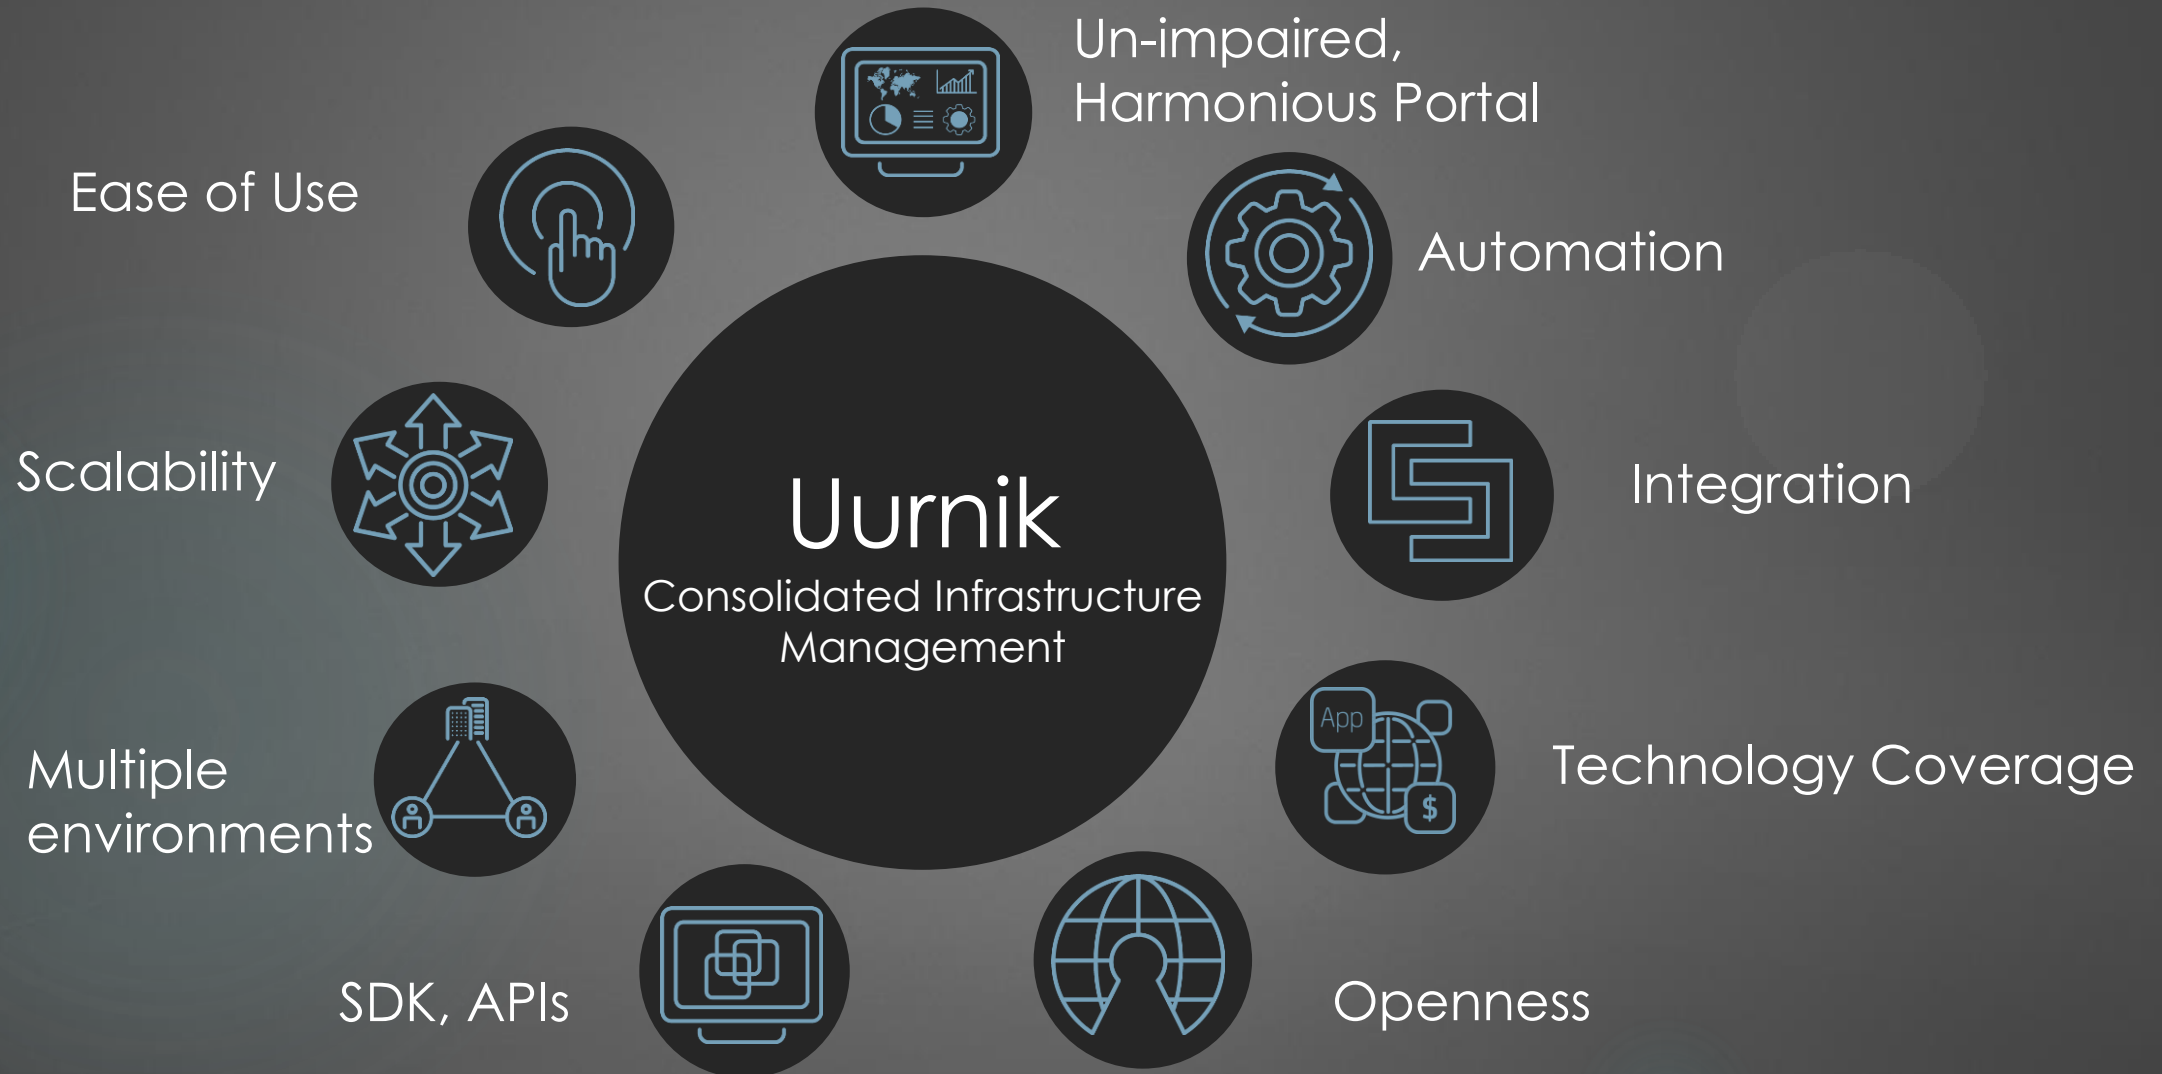 Un-impaired,
Harmonious Portal
Ease of Use
Automation
Scalability
Integration
Uurnik
Consolidated Infrastructure
Management
Multiple
environments
App
$
Technology Coverage
SDK, APIs
Openness